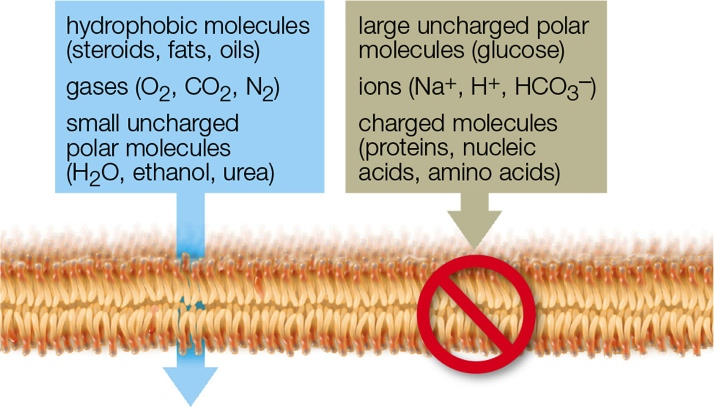 hydrophobic molecules
(steroids, fats, oils)
gases (O₂, CO₂, N₂)
small uncharged
polar molecules
(H₂O, ethanol, urea)
large uncharged polar
molecules (glucose)
ions (Na⁺, H⁺, HCO₃⁻)
charged molecules
(proteins, nucleic
acids, amino acids)